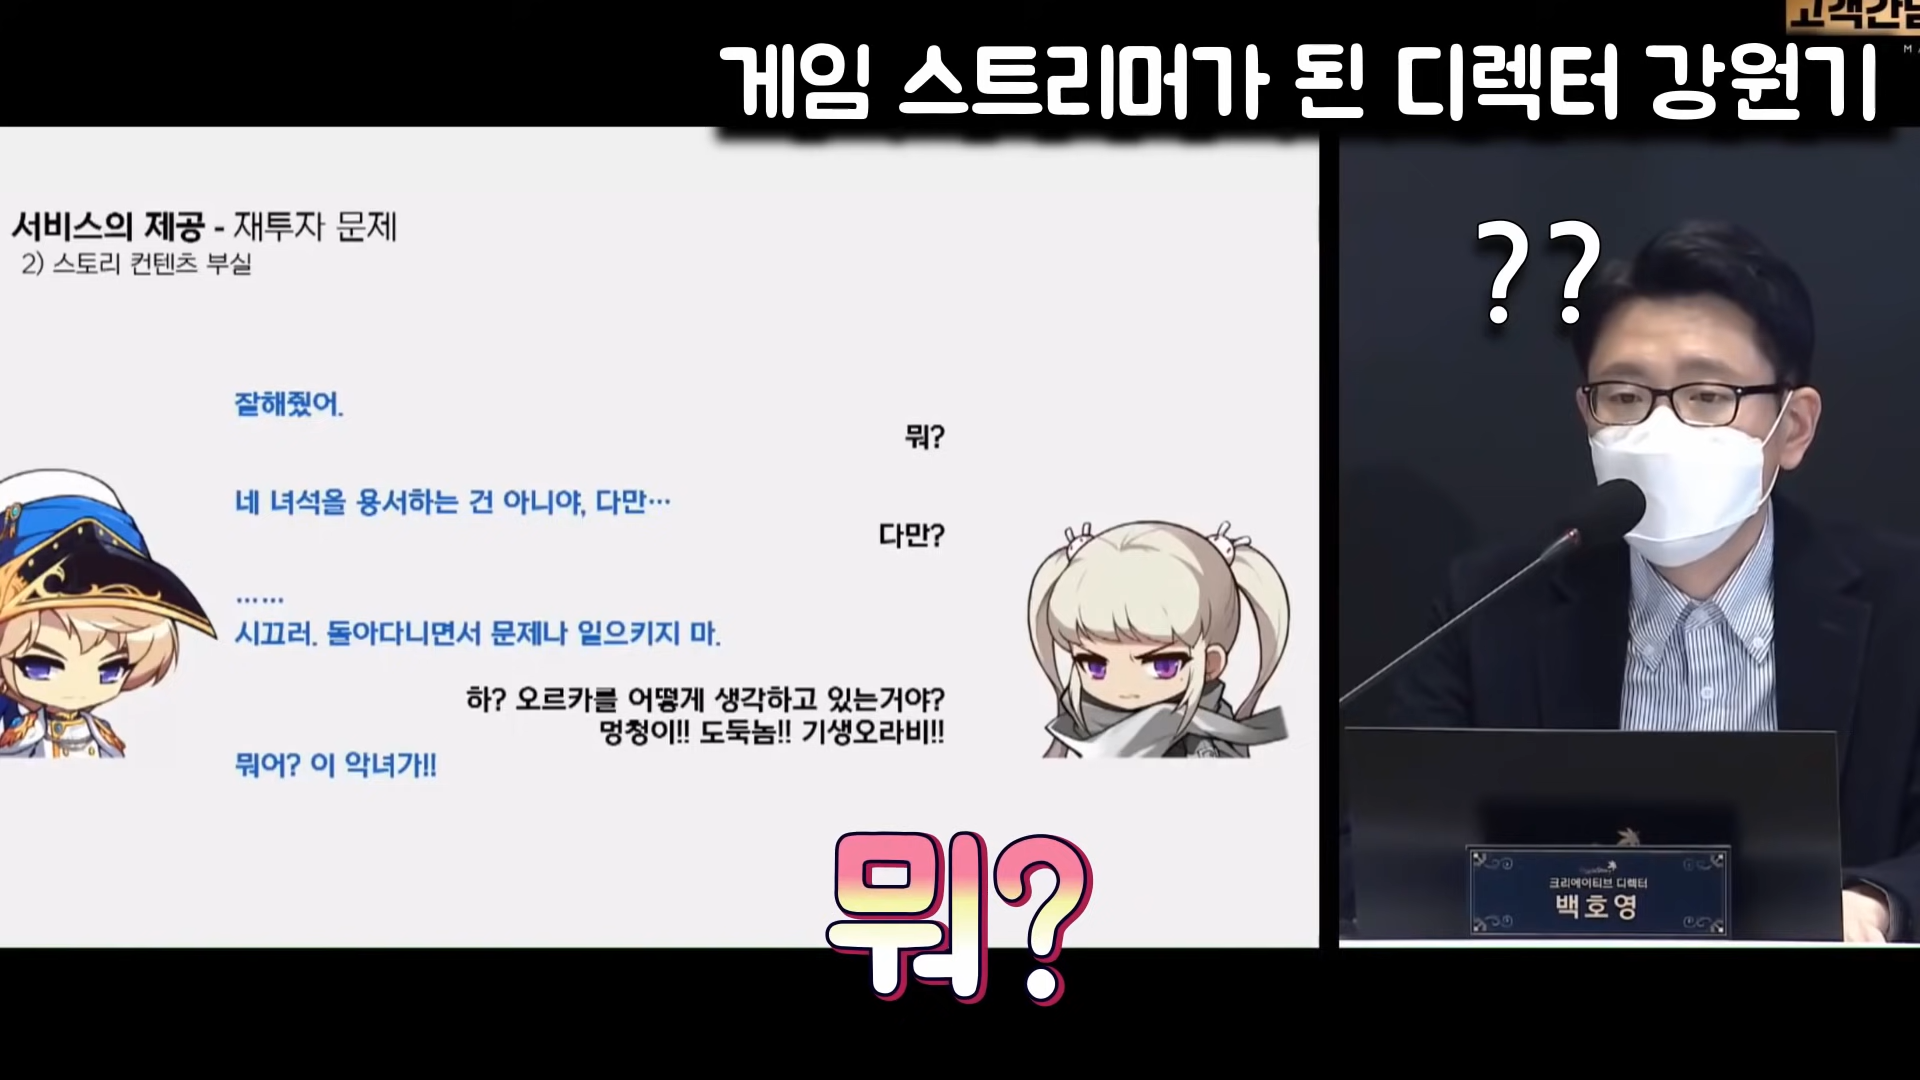 고객간담
게임 스트리머가 된 디렉터 강원기
서비스의 제공 - 재투자 문제
2) 스토리 컨텐츠 부실
??
잘해줬어.
뭐?
네 녀석을 용서하는 건 아니야, 다만…
다만?
……
시끄러. 돌아다니면서 문제나 일으키지 마.
하? 오르카를 어떻게 생각하고 있는거야?
멍청이!! 도둑놈!! 기생오라비!!
뭐어? 이 악녀가!!
뭐?
크리에이티브 디렉터
백호영